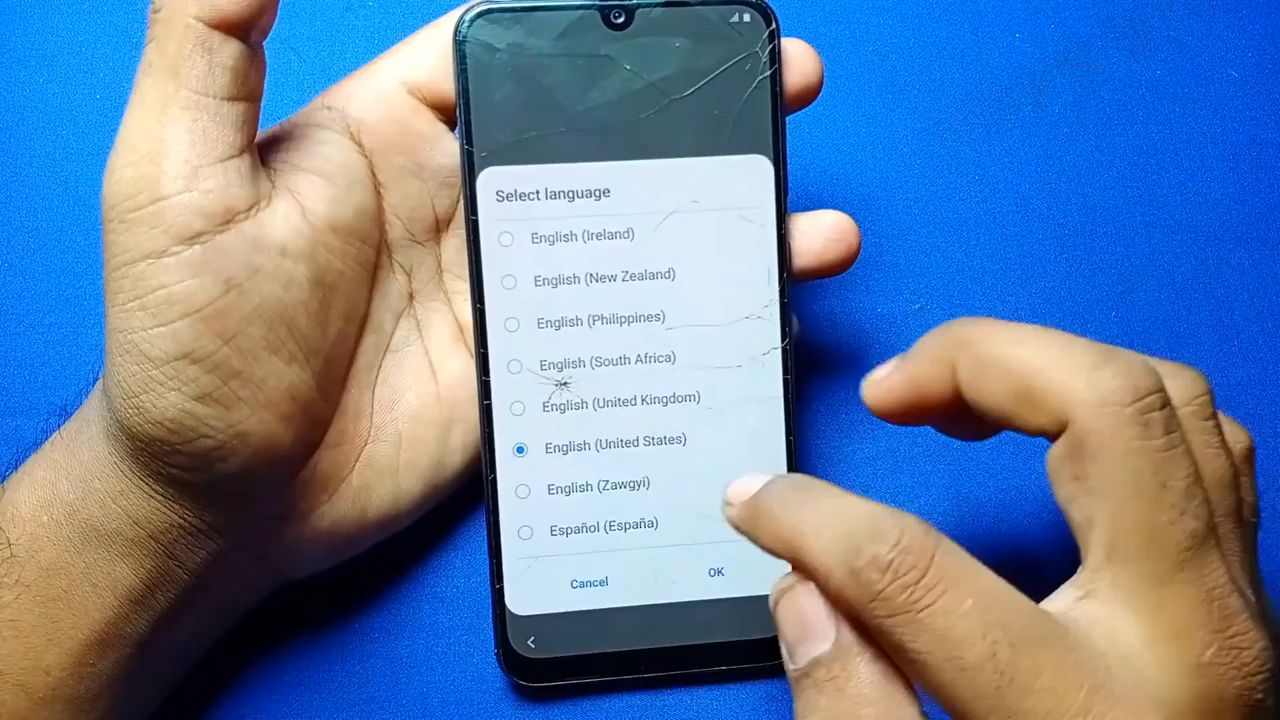 Select language
English (Ireland)
English (New Zealand)
English (Philippines)
English (South Africa)
English (United Kingdom)
English (United States)
English (Zawgyi)
Español (España)
Cancel
OK